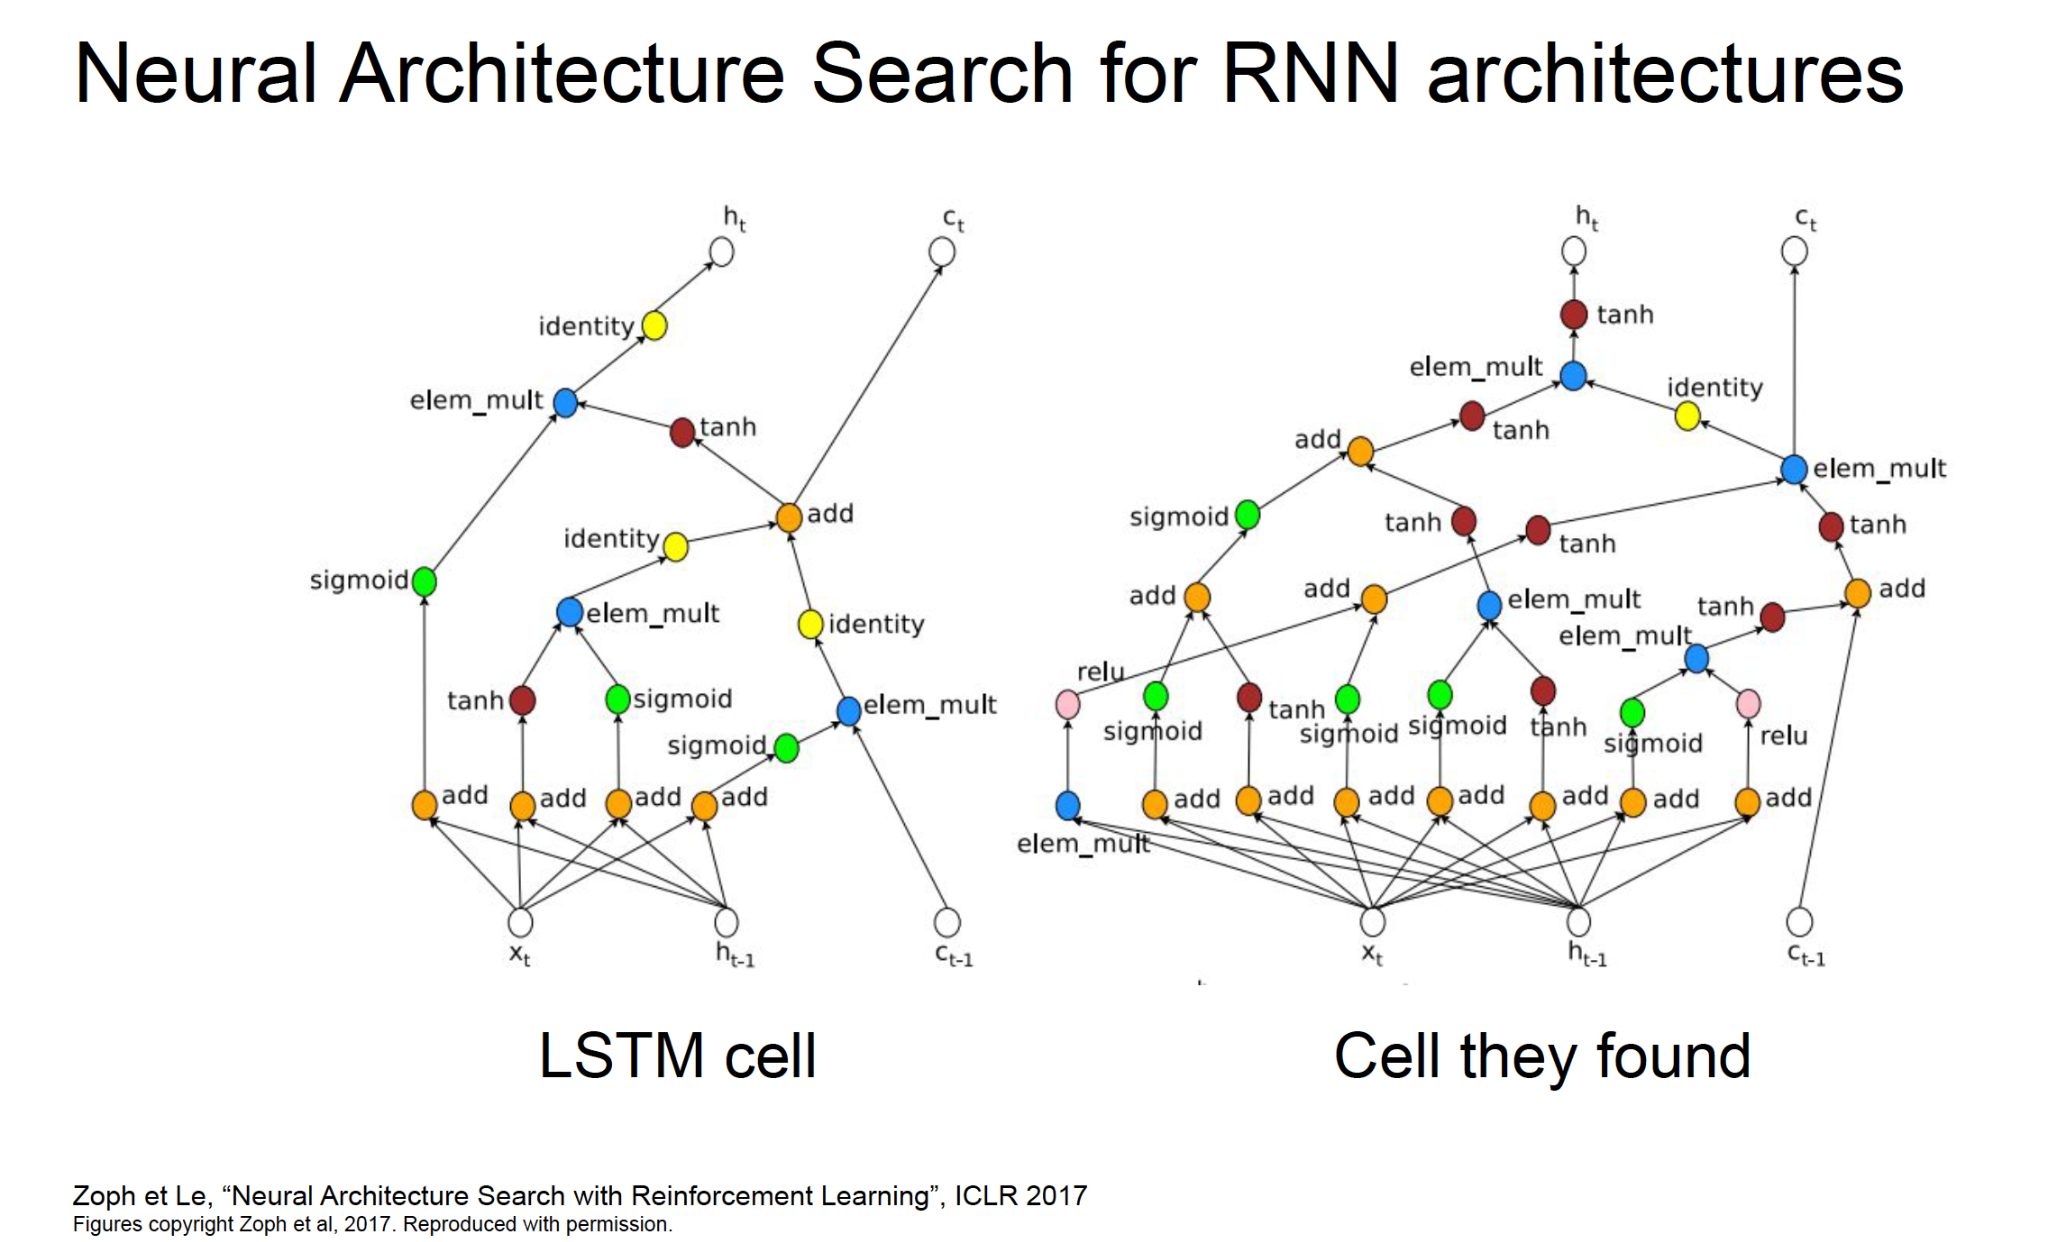 Neural Architecture Search for RNN architectures
h_t
c_t
identity
elem_mult
tanh
add
identity
sigmoid
elem_mult
identity
tanh
sigmoid
elem_mult
sigmoid
add
add
add
add
x_t
h_t-1
c_t-1
LSTM cell
h_t
c_t
tanh
elem_mult
identity
tanh
add
elem_mult
sigmoid
tanh
tanh
tanh
add
add
elem_mult
tanh
add
elem_mult
relu
sigmoid
tanh
sigmoid
sigmoid
tanh
sigmoid
relu
elem_mult
add
add
add
add
add
add
add
x_t
h_t-1
c_t-1
Cell they found
Zoph et Le, “Neural Architecture Search with Reinforcement Learning”, ICLR 2017
Figures copyright Zoph et al, 2017. Reproduced with permission.